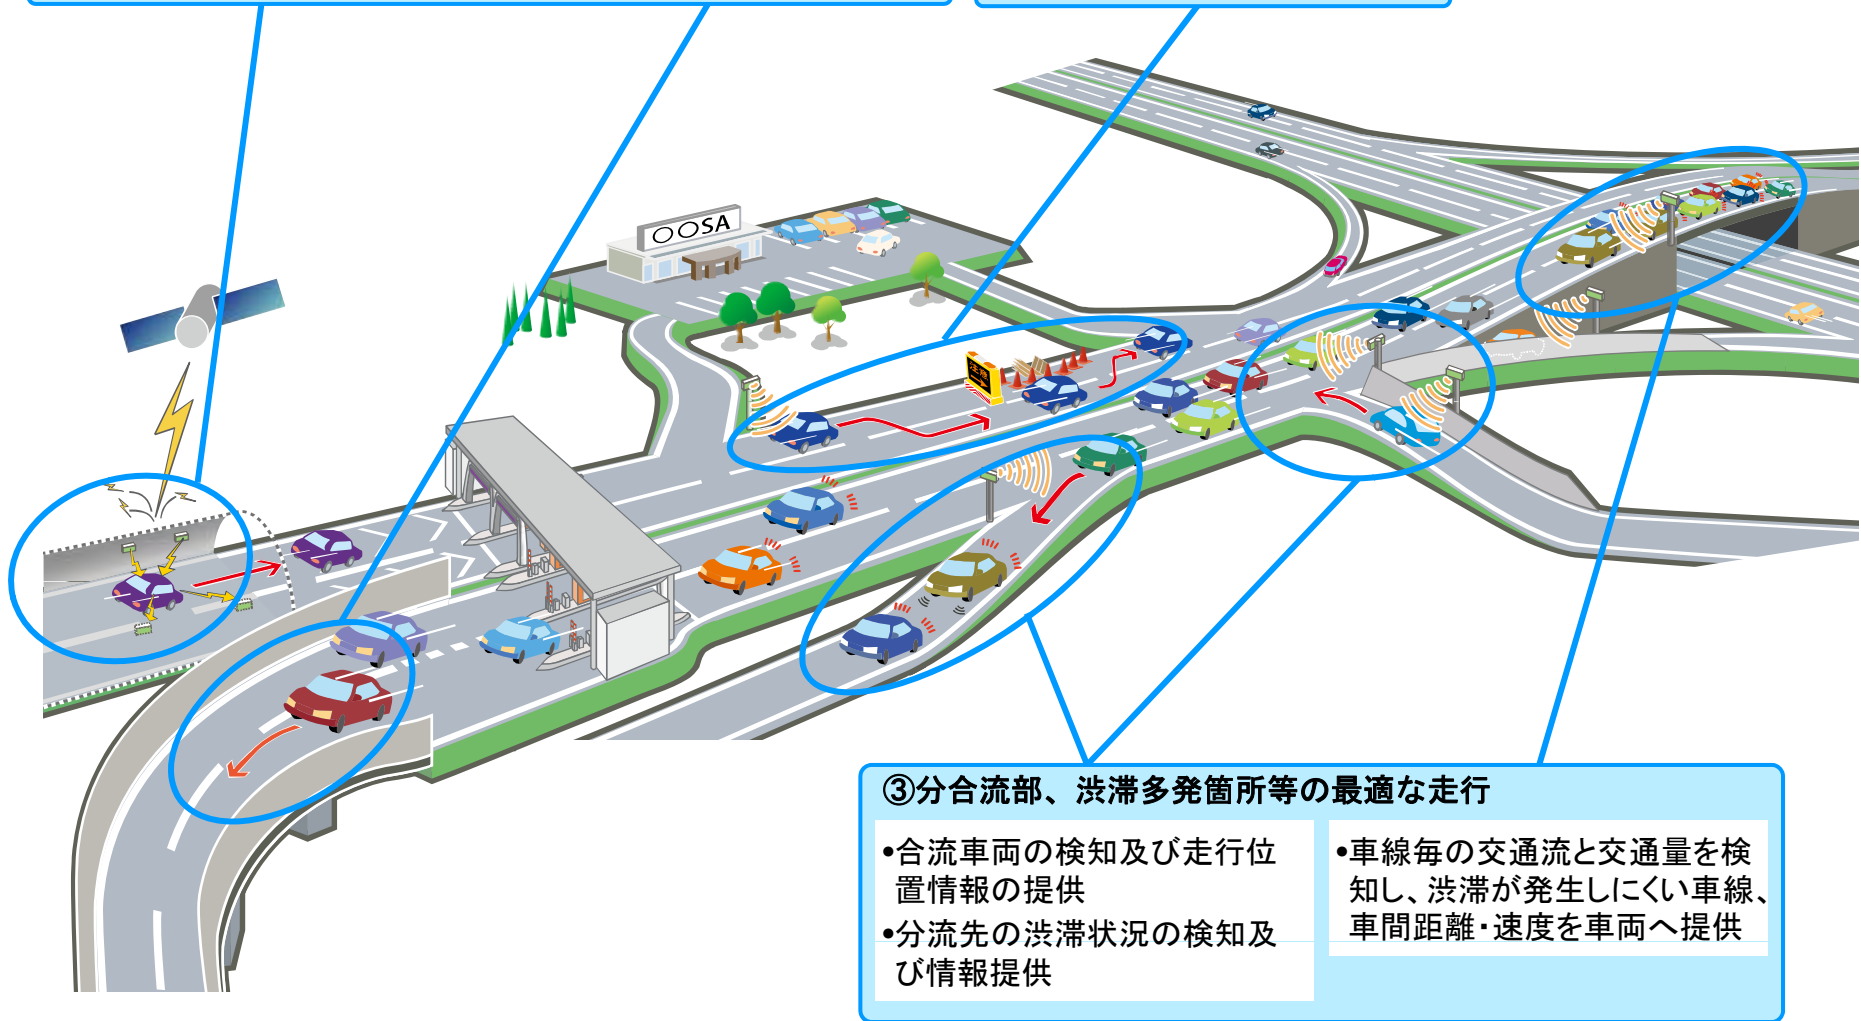 〇〇SA
注意
③分合流部、渋滞多発箇所等の最適な走行
•合流車両の検知及び走行位
置情報の提供
•分流先の渋滞状況の検知及
び情報提供
•車線毎の交通流と交通量を検
知し、渋滞が発生しにくい車線、
車間距離・速度を車両へ提供